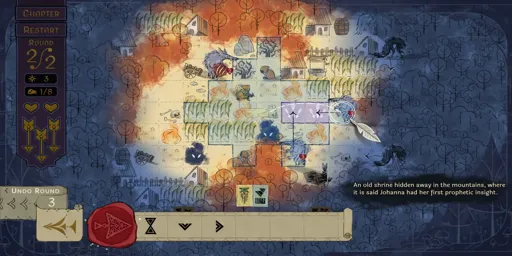 Chapter
Restart
Round
2/2
3
1/8
Undo Round
3
An old shrine hidden away in the mountains, where
it is said Johanna had her first prophetic insight.